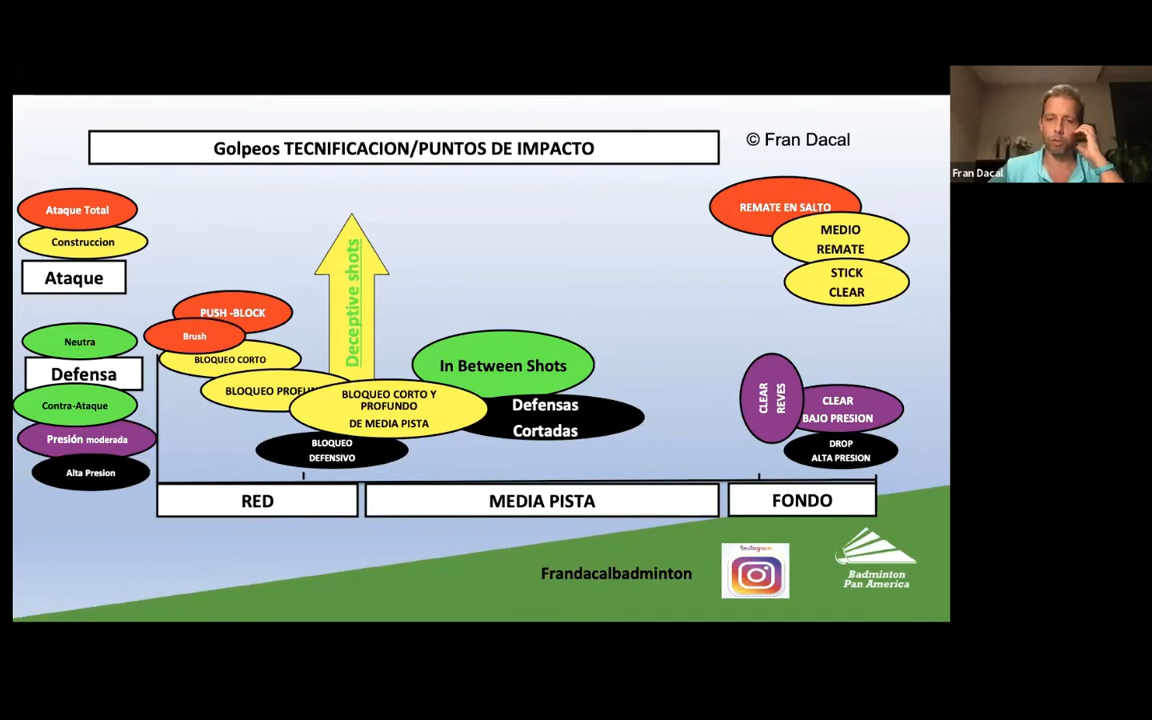 Golpeos TECNIFICACION/PUNTOS DE IMPACTO
© Fran Dacal
Fran Dacal
Ataque Total
Construccion
Ataque
Neutra
Defensa
Contra-Ataque
Presión moderada
Alta Presion
PUSH -BLOCK
Brush
BLOQUEO CORTO
BLOQUEO PROFUN
Deceptive shots
BLOQUEO CORTO Y
PROFUNDO
DE MEDIA PISTA
BLOQUEO
DEFENSIVO
In Between Shots
Defensas
Cortadas
REMATE EN SALTO
MEDIO
REMATE
STICK
CLEAR
CLEAR
REVES
CLEAR
BAJO PRESION
DROP
ALTA PRESION
RED
MEDIA PISTA
FONDO
Frandacalbadminton
Instagram
Badminton
Pan America